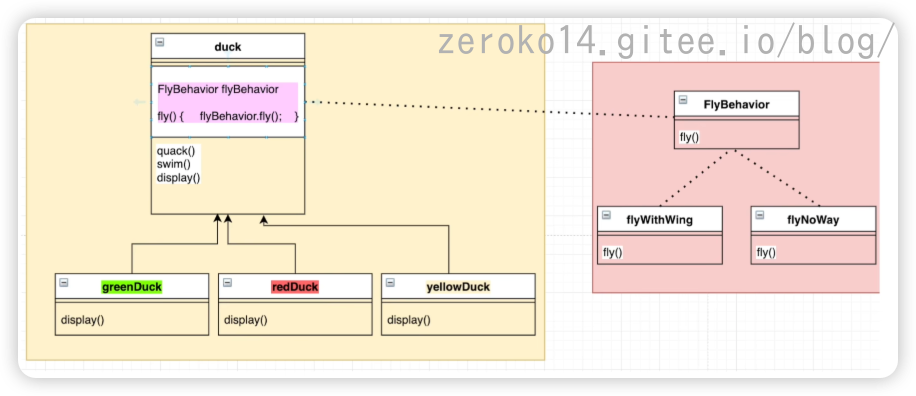 zeroko14.gitee.io/blog/
duck
FlyBehavior flyBehavior
fly() { flyBehavior.fly(); }
quack()
swim()
display()
FlyBehavior
fly()
flyWithWing
fly()
flyNoWay
fly()
greenDuck
display()
redDuck
display()
yellowDuck
display()